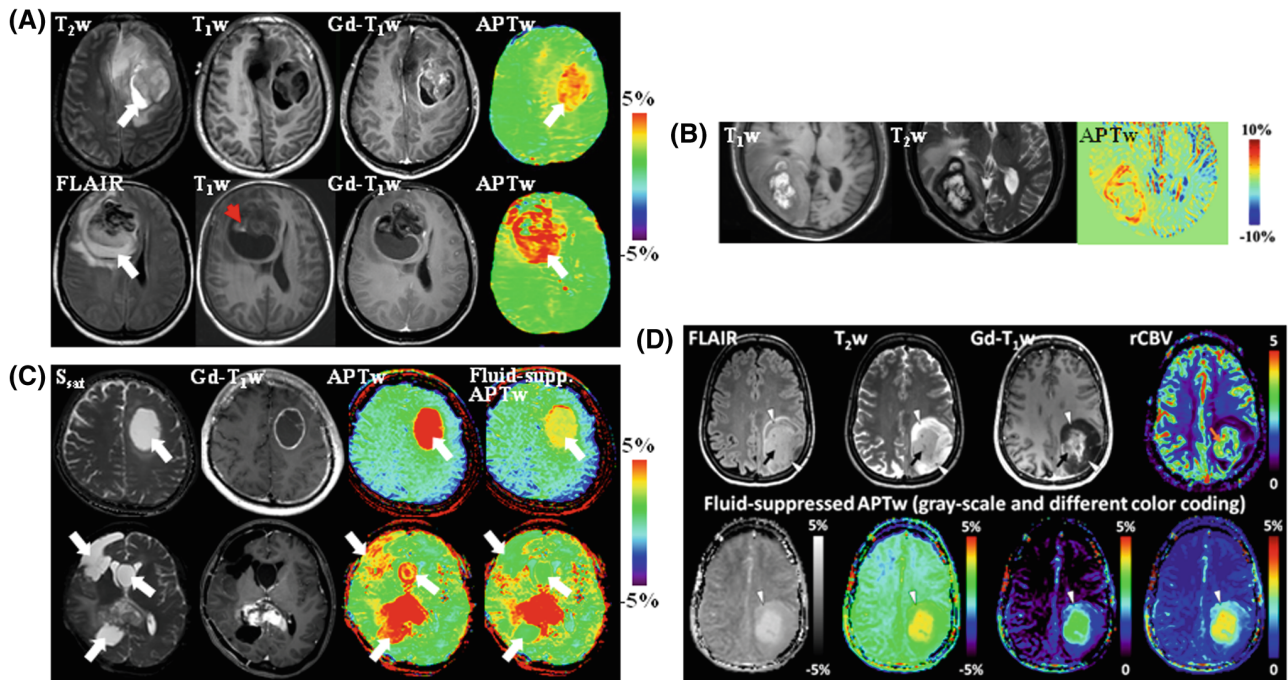 (A)
T2w T1w Gd-T1w APTw
5%
FLAIR T1w Gd-T1w APTw
-5%
(B)
T1w T2w APTw
10%
-10%
(C)
Ssat Gd-T1w APTw Fluid-supp.
APTw
5%
-5%
(D)
FLAIR T2w Gd-T1w rCBV
5
0
Fluid-suppressed APTw (gray-scale and different color coding)
5% 5% 5% 5%
-5% -5% 0 0